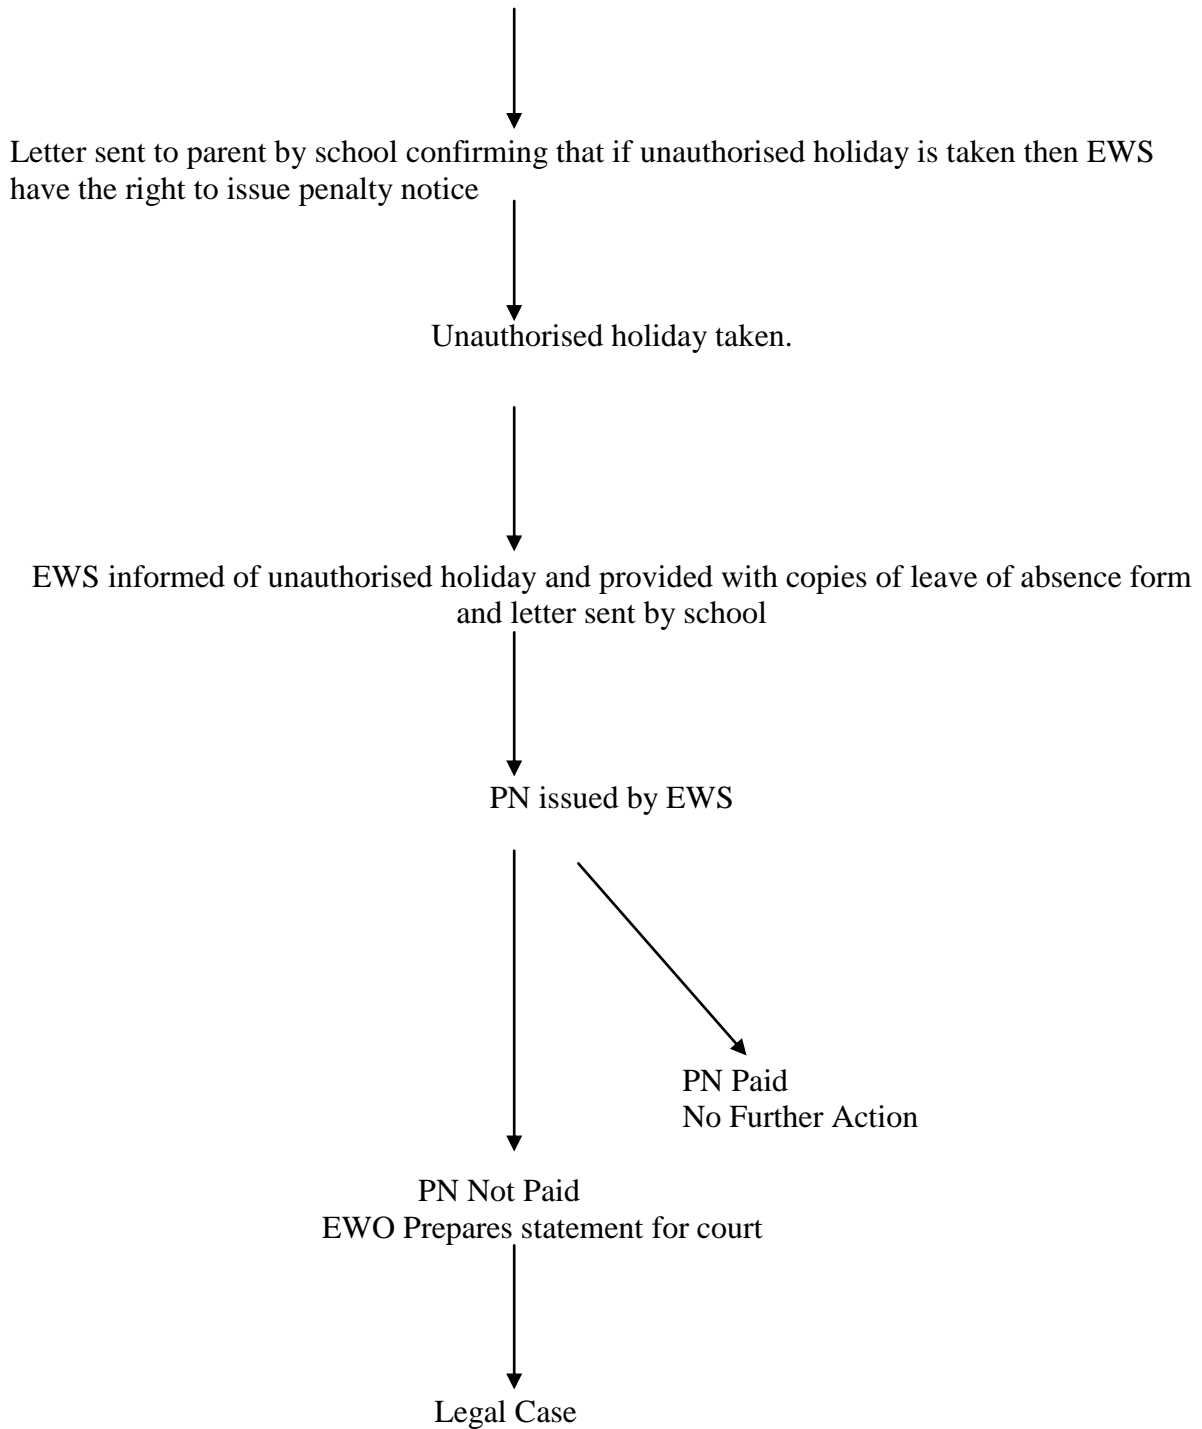 Letter sent to parent by school confirming that if unauthorised holiday is taken then EWS
have the right to issue penalty notice
Unauthorised holiday taken.
EWS informed of unauthorised holiday and provided with copies of leave of absence form
and letter sent by school
PN issued by EWS
PN Paid
No Further Action
PN Not Paid
EWO Prepares statement for court
Legal Case